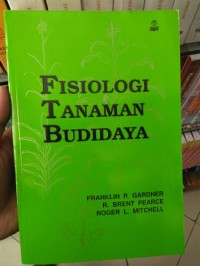 FISIOLOGI
TANAMAN
BUDIDAYA
FRANKLIN P. GARDNER
R. BRENT PEARCE
ROGER L. MITCHELL